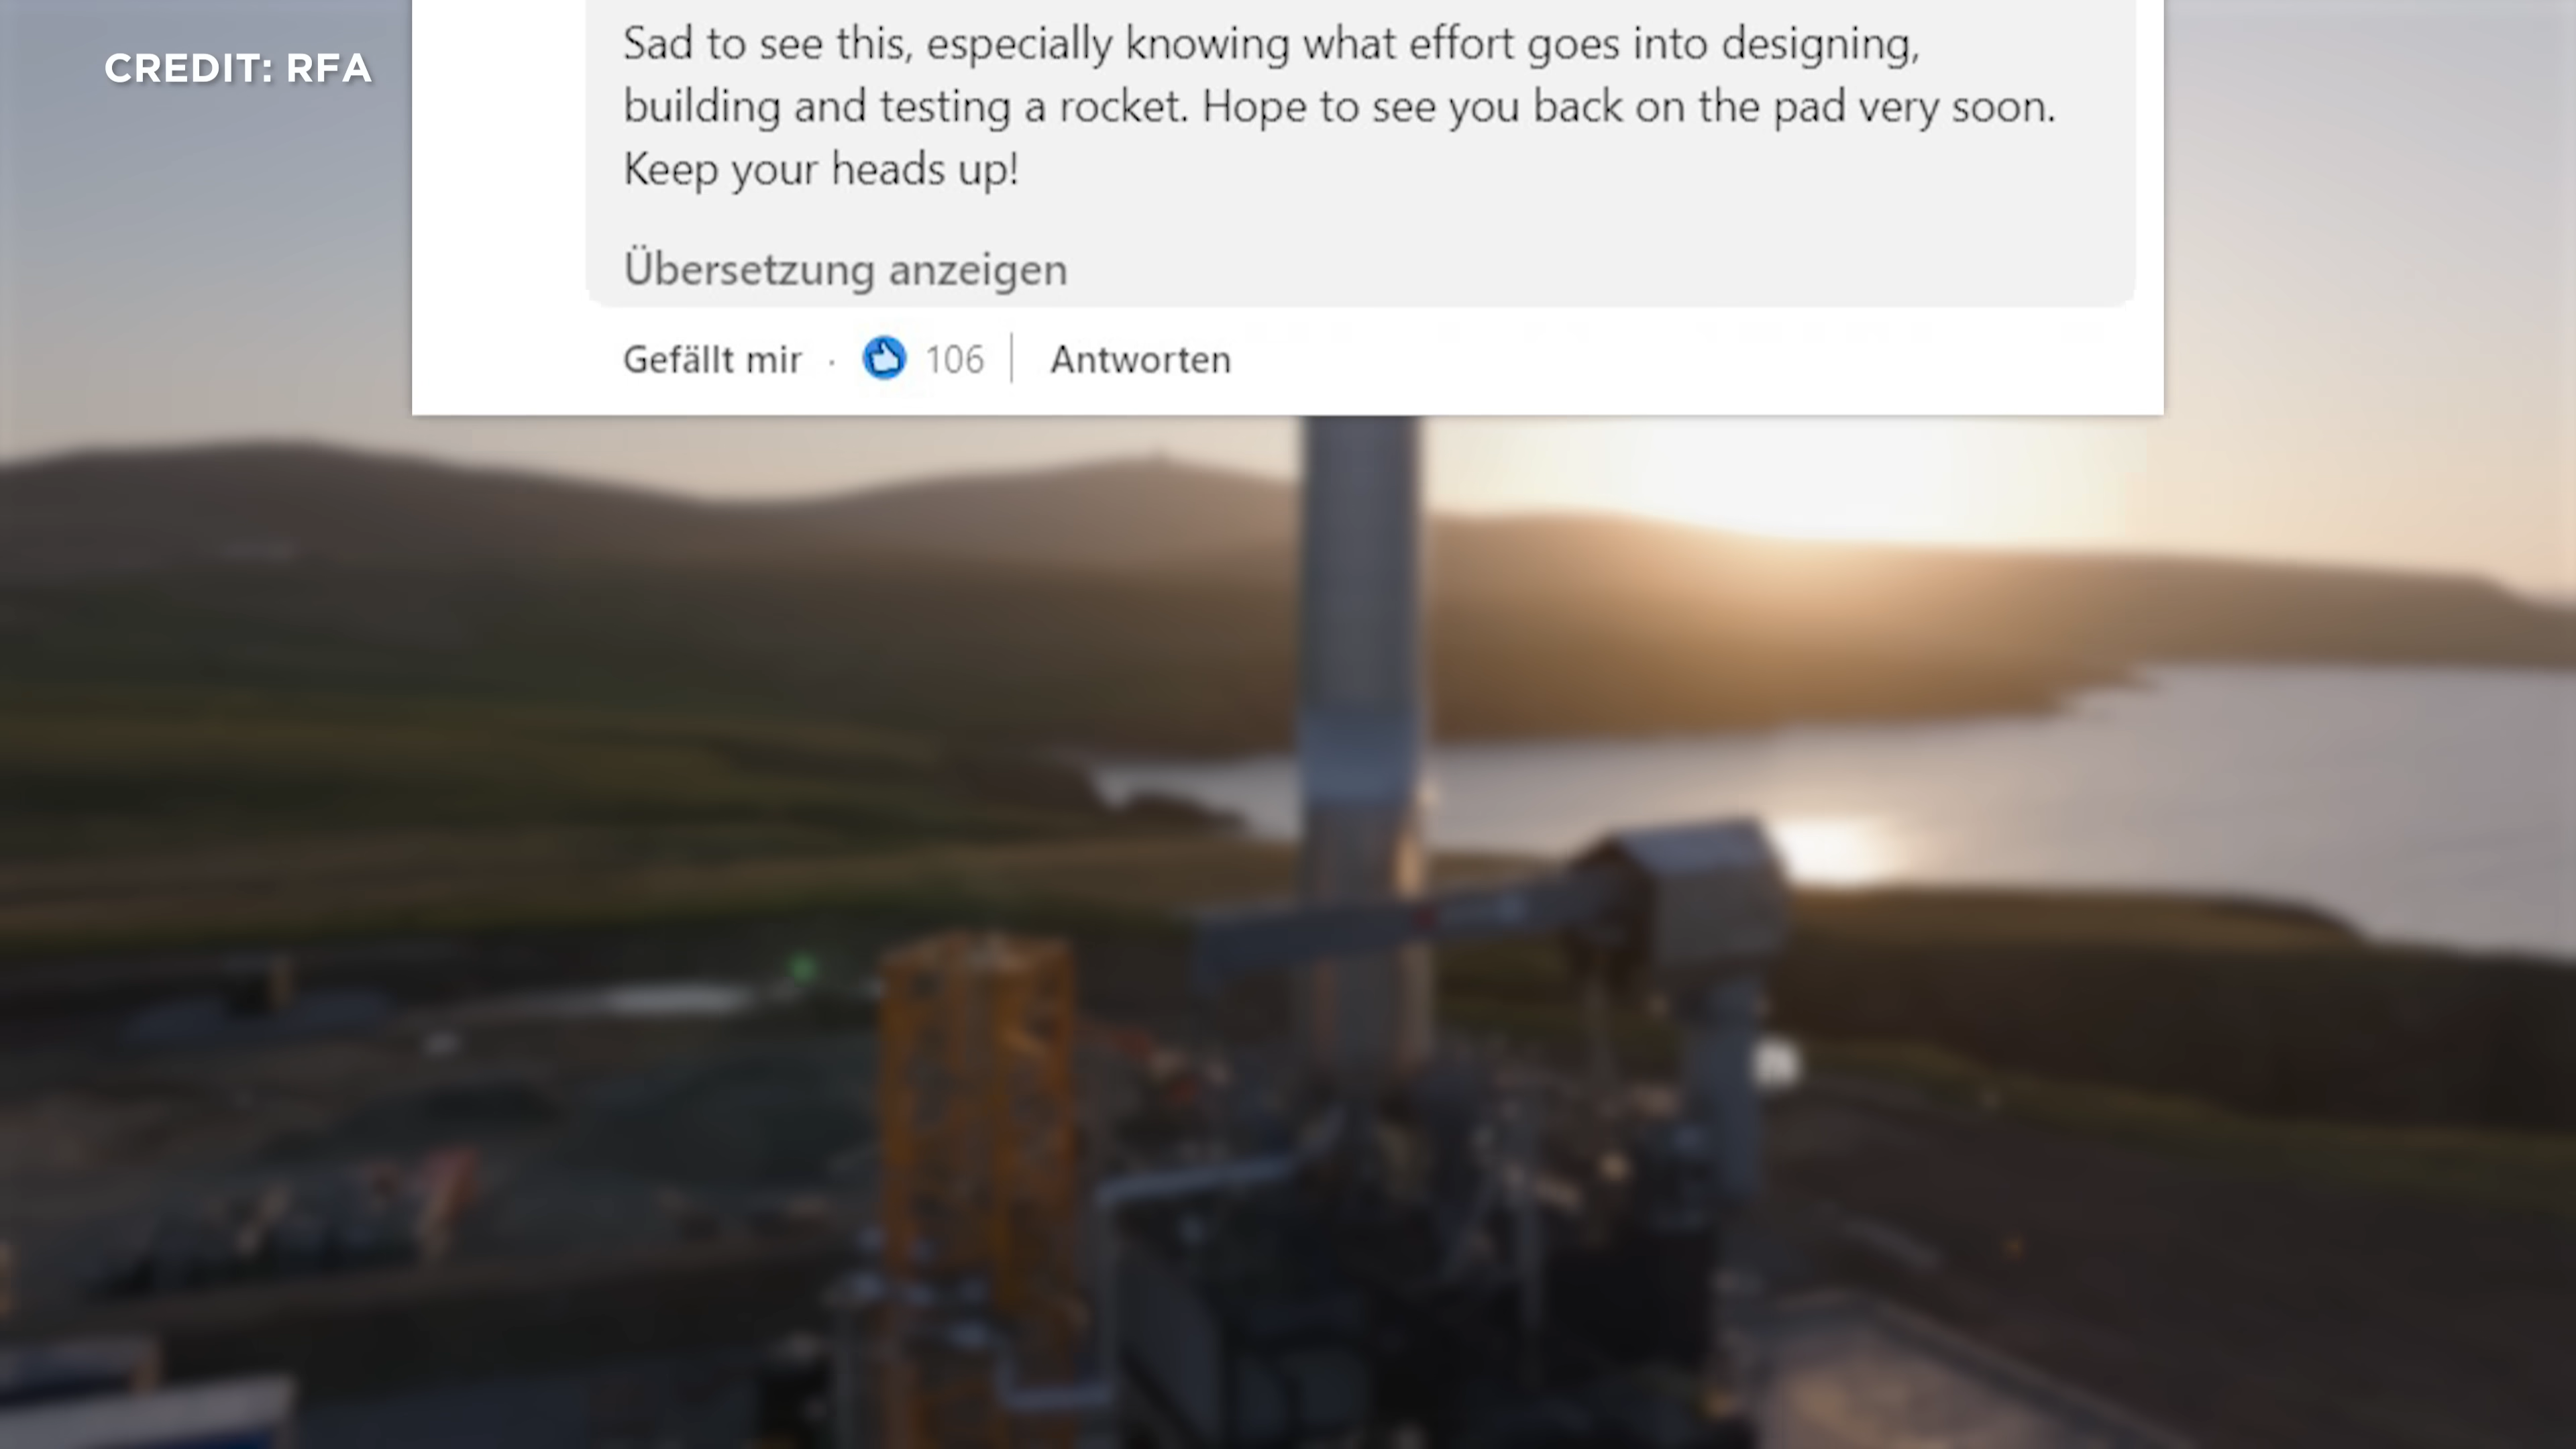 CREDIT: RFA
Sad to see this, especially knowing what effort goes into designing,
building and testing a rocket. Hope to see you back on the pad very soon.
Keep your heads up!
Übersetzung anzeigen
Gefällt mir · 106 | Antworten